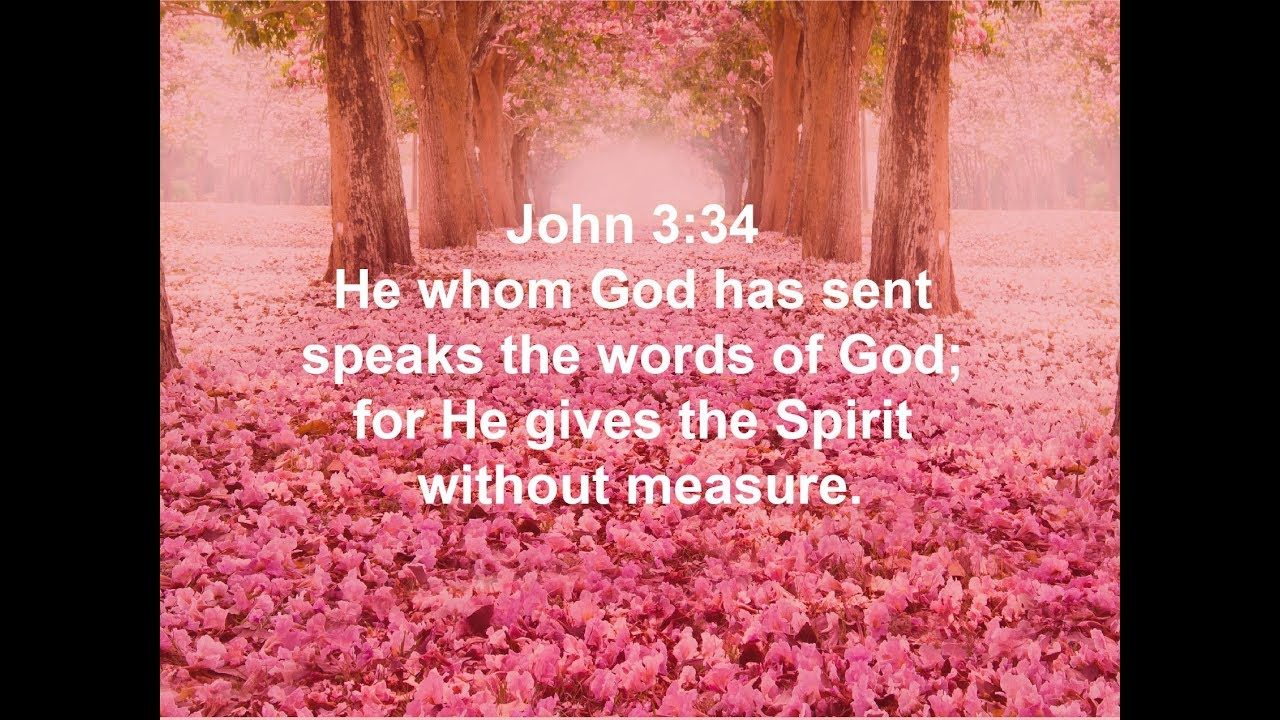 John 3:34
He whom God has sent
speaks the words of God;
for He gives the Spirit
without measure.